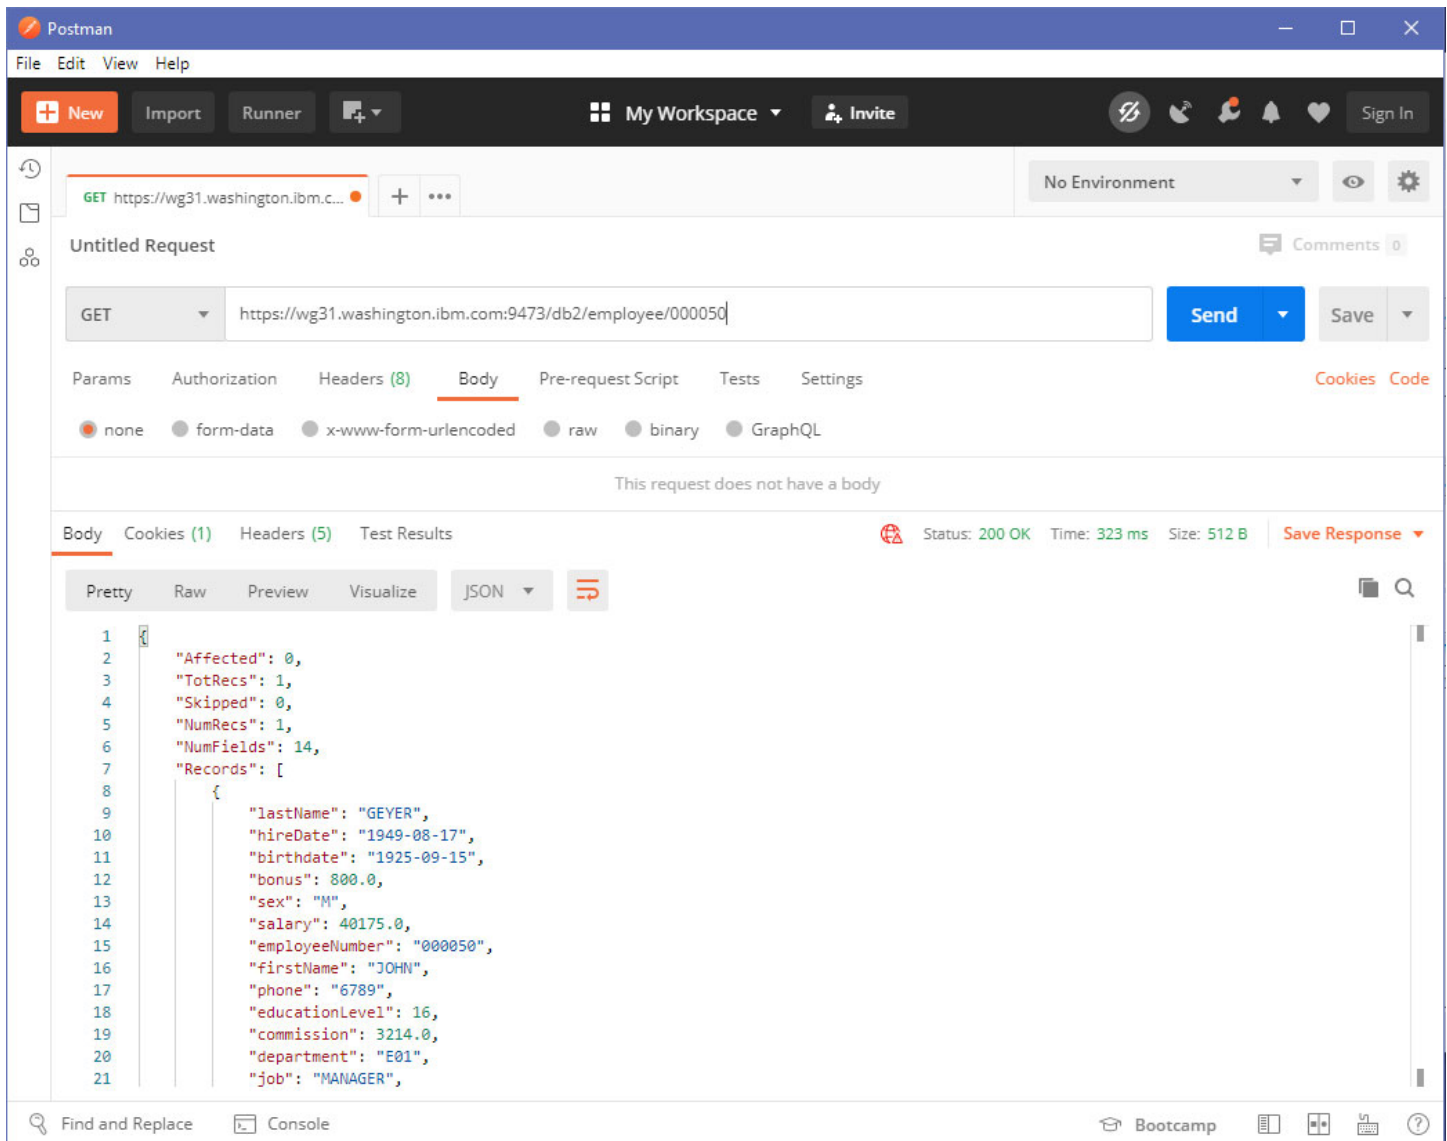 Postman
File Edit View Help
New Import Runner My Workspace Invite Sign In
GET https://wg31.washington.ibm.c... No Environment
Untitled Request Comments 0
GET https://wg31.washington.ibm.com:9473/db2/employee/000050 Send Save
Params Authorization Headers (8) Body Pre-request Script Tests Settings Cookies Code
none form-data x-www-form-urlencoded raw binary GraphQL
This request does not have a body
Body Cookies (1) Headers (5) Test Results Status: 200 OK Time: 323 ms Size: 512 B Save Response
Pretty Raw Preview Visualize JSON
1 {
2 "Affected": 0,
3 "TotRecs": 1,
4 "Skipped": 0,
5 "NumRecs": 1,
6 "NumFields": 14,
7 "Records": [
8 {
9 "lastName": "GEYER",
10 "hireDate": "1949-08-17",
11 "birthdate": "1925-09-15",
12 "bonus": 800.0,
13 "sex": "M",
14 "salary": 40175.0,
15 "employeeNumber": "000050",
16 "firstName": "JOHN",
17 "phone": "6789",
18 "educationLevel": 16,
19 "commission": 3214.0,
20 "department": "E01",
21 "job": "MANAGER",
Find and Replace Console Bootcamp